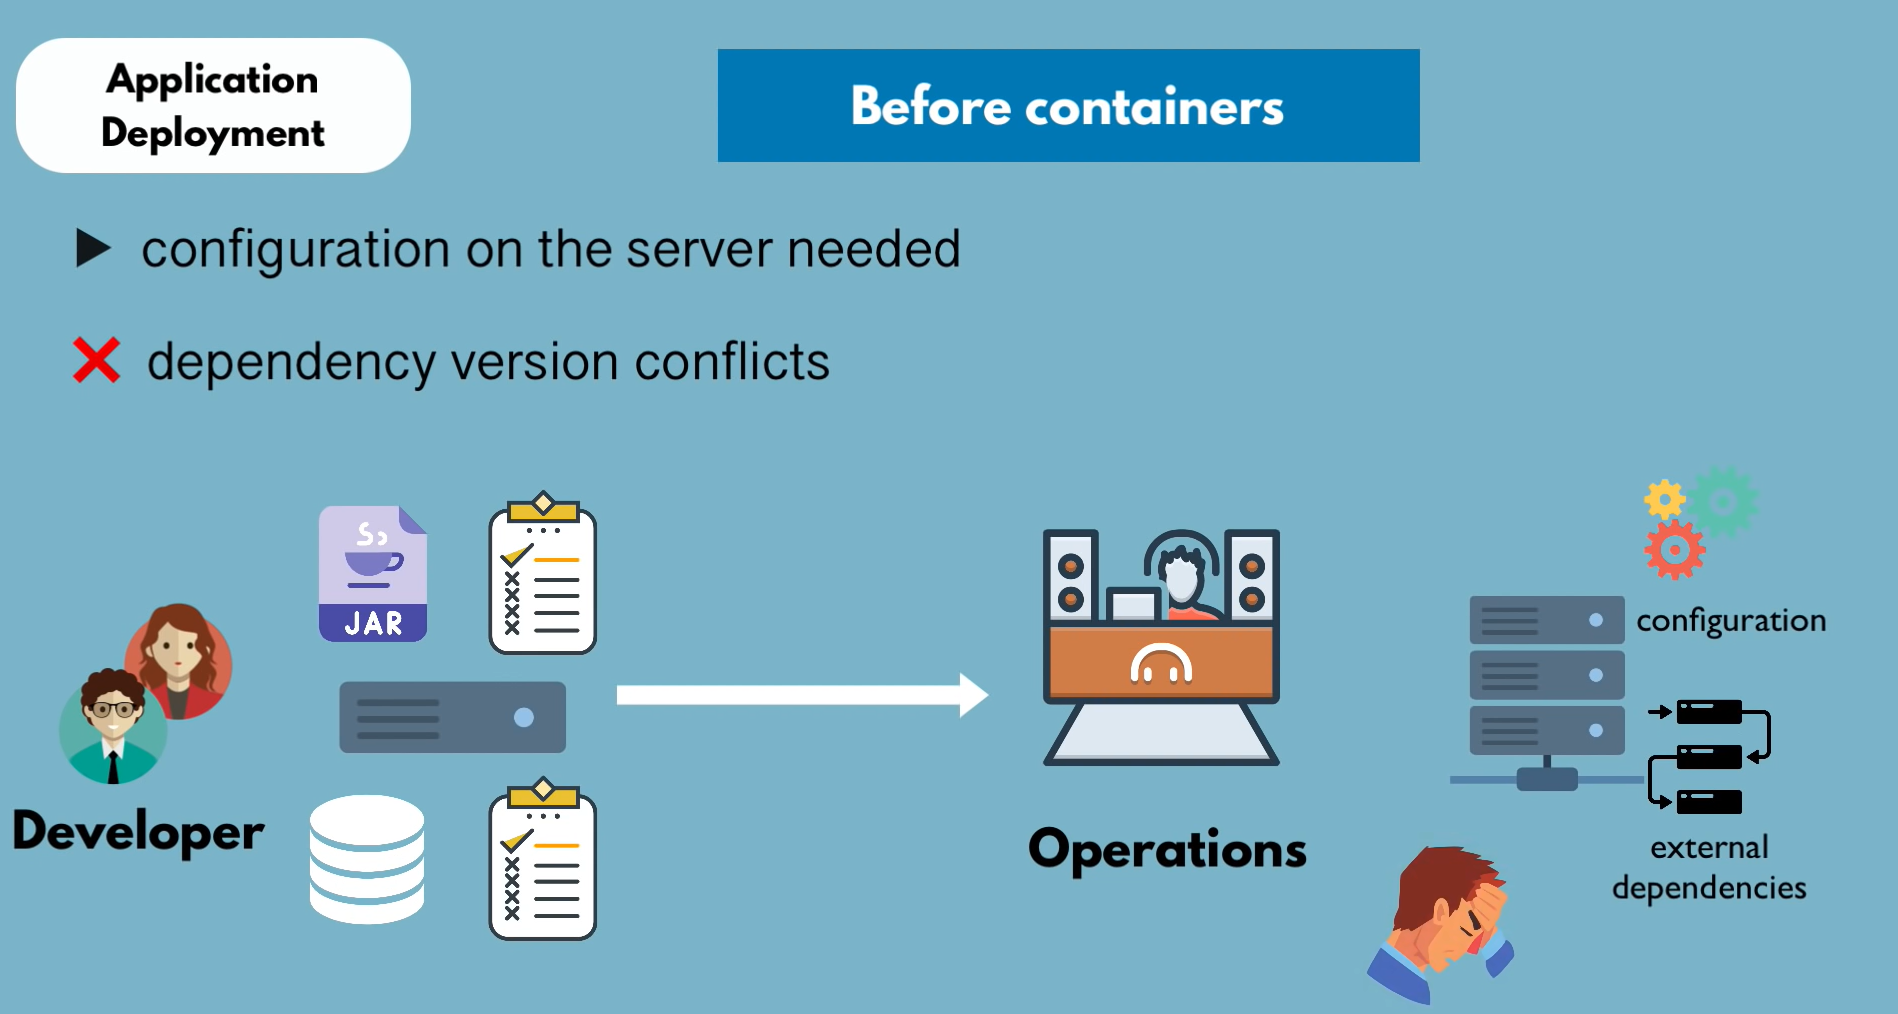 Application
Deployment
Before containers
configuration on the server needed
dependency version conflicts
JAR
Developer
Operations
configuration
external
dependencies